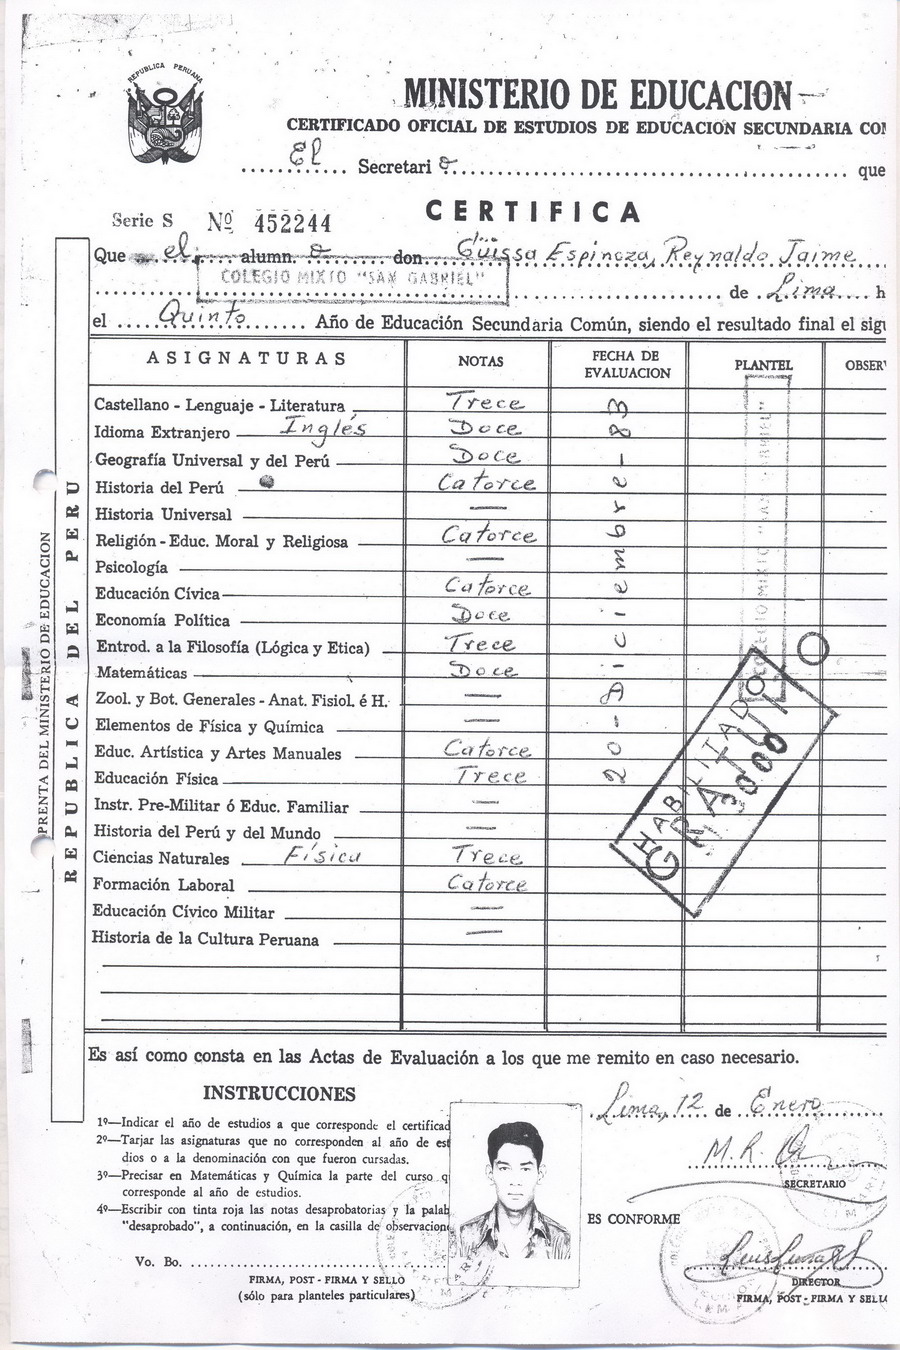 REPUBLICA PERUANA
MINISTERIO DE EDUCACION
CERTIFICADO OFICIAL DE ESTUDIOS DE EDUCACION SECUNDARIA COM
El Secretario que
Serie S Nº 452244
CERTIFICA
Que el alumno don Güissa Espinoza, Reynaldo Jaime
COLEGIO MIXTO "SAN GABRIEL"
de Lima h
el Quinto Año de Educación Secundaria Común, siendo el resultado final el sigu
ASIGNATURAS NOTAS FECHA DE EVALUACION PLANTEL OBSERV
Castellano - Lenguaje - Literatura Trece
Idioma Extranjero Inglés Doce
Geografía Universal y del Perú Doce
Historia del Perú Catorce
Historia Universal —
Religión - Educ. Moral y Religiosa Catorce
Psicología —
Educación Cívica Catorce
Economía Política Doce
Entrod. a la Filosofía (Lógica y Etica) Trece
Matemáticas Doce
Zool. y Bot. Generales - Anat. Fisiol. é H. —
Elementos de Física y Química —
Educ. Artística y Artes Manuales Catorce
Educación Física Trece
Instr. Pre-Militar ó Educ. Familiar —
Historia del Perú y del Mundo —
Ciencias Naturales Física Trece
Formación Laboral Catorce
Educación Cívico Militar —
Historia de la Cultura Peruana —
20 - Diciembre - 83
COLEGIO MIXTO "SAN GABRIEL"
HABILITADO
GRATUITO
REPUBLICA DEL PERU
PRENTA DEL MINISTERIO DE EDUCACION
Es así como consta en las Actas de Evaluación a los que me remito en caso necesario.
INSTRUCCIONES
1º—Indicar el año de estudios a que corresponde el certificad
2º—Tarjar las asignaturas que no corresponden al año de est
dios o a la denominación con que fueron cursadas.
3º—Precisar en Matemáticas y Química la parte del curso q
corresponde al año de estudios.
4º—Escribir con tinta roja las notas desaprobatorias y la palab
"desaprobado", a continuación, en la casilla de observacione
Vo. Bo.
FIRMA, POST - FIRMA Y SELLO
(sólo para planteles particulares)
Lima, 12 de Enero
SECRETARIO
ES CONFORME
DIRECTOR
FIRMA, POST - FIRMA Y SELL